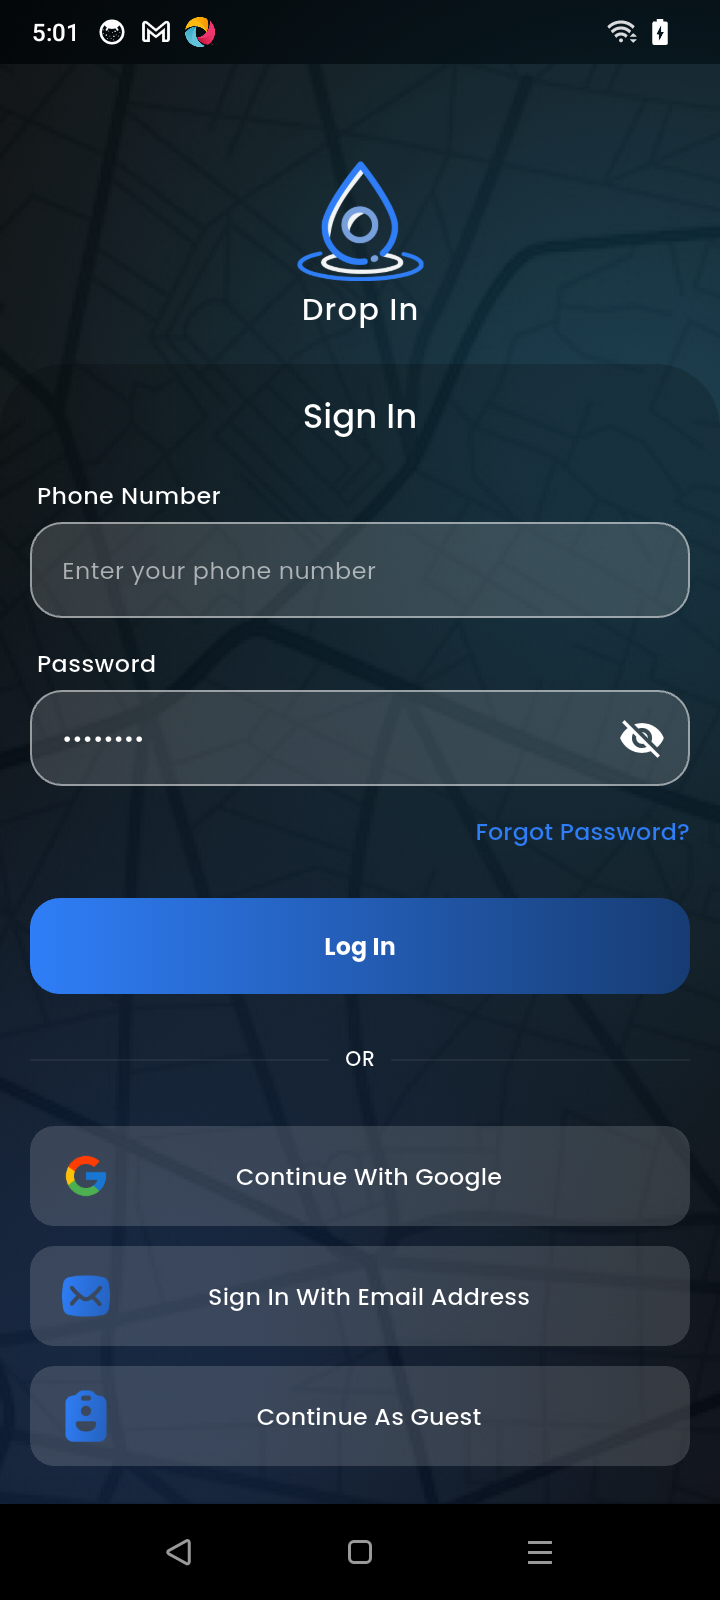 5:01
Drop In
Sign In
Phone Number
Enter your phone number
Password
••••••••
Forgot Password?
Log In
OR
Continue With Google
Sign In With Email Address
Continue As Guest